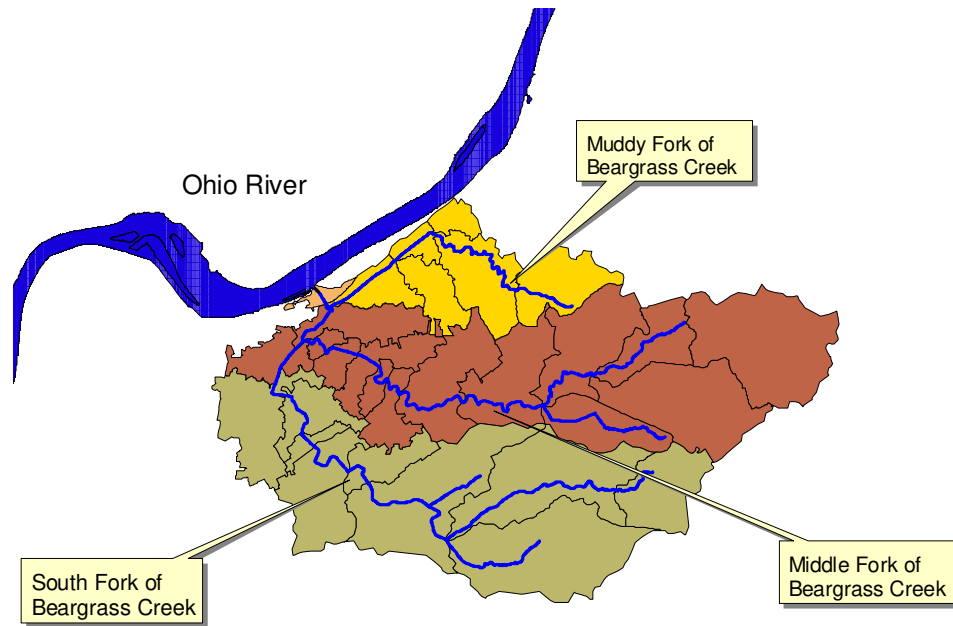 Muddy Fork of
Beargrass Creek
Ohio River
South Fork of
Beargrass Creek
Middle Fork of
Beargrass Creek